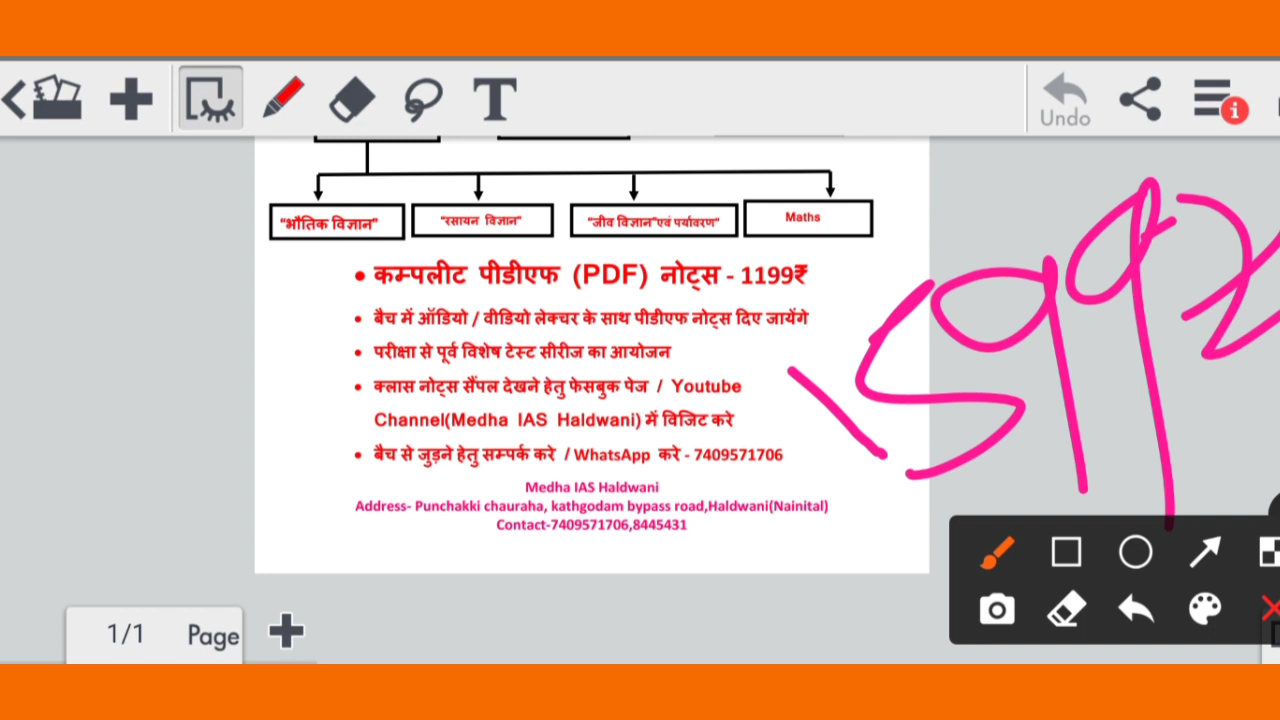 Undo
"भौतिक विज्ञान"
"रसायन विज्ञान"
"जीव विज्ञान"एवं पर्यावरण"
Maths
• कम्पलीट पीडीएफ (PDF) नोट्स - 1199₹
• बैच में ऑडियो / वीडियो लेक्चर के साथ पीडीएफ नोट्स दिए जायेंगे
• परीक्षा से पूर्व विशेष टेस्ट सीरीज का आयोजन
• क्लास नोट्स सैंपल देखने हेतु फेसबुक पेज / Youtube
Channel(Medha IAS Haldwani) में विजिट करे
• बैच से जुड़ने हेतु सम्पर्क करे / WhatsApp करे - 7409571706
Medha IAS Haldwani
Address- Punchakki chauraha, kathgodam bypass road,Haldwani(Nainital)
Contact-7409571706,8445431
1/1 Page